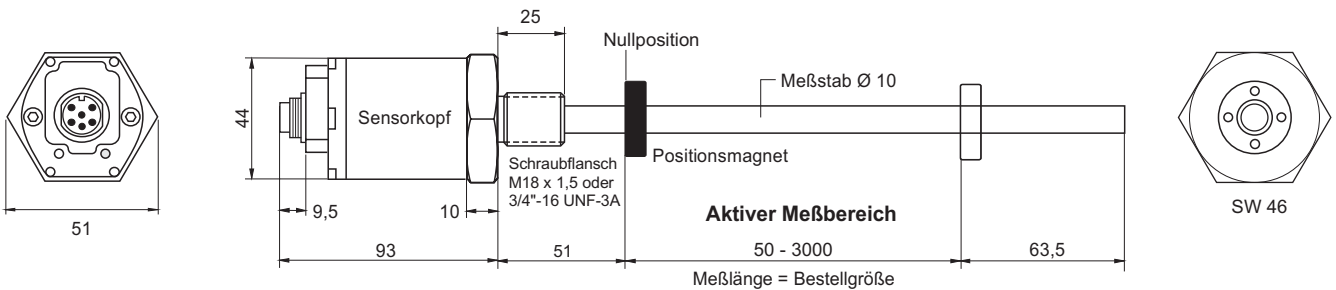 25
Nullposition
Meßstab Ø 10
44
Sensorkopf
Positionsmagnet
Schraubflansch
M18 x 1,5 oder
3/4"-16 UNF-3A
9,5
10
Aktiver Meßbereich
SW 46
51
93
51
50 - 3000
63,5
Meßlänge = Bestellgröße